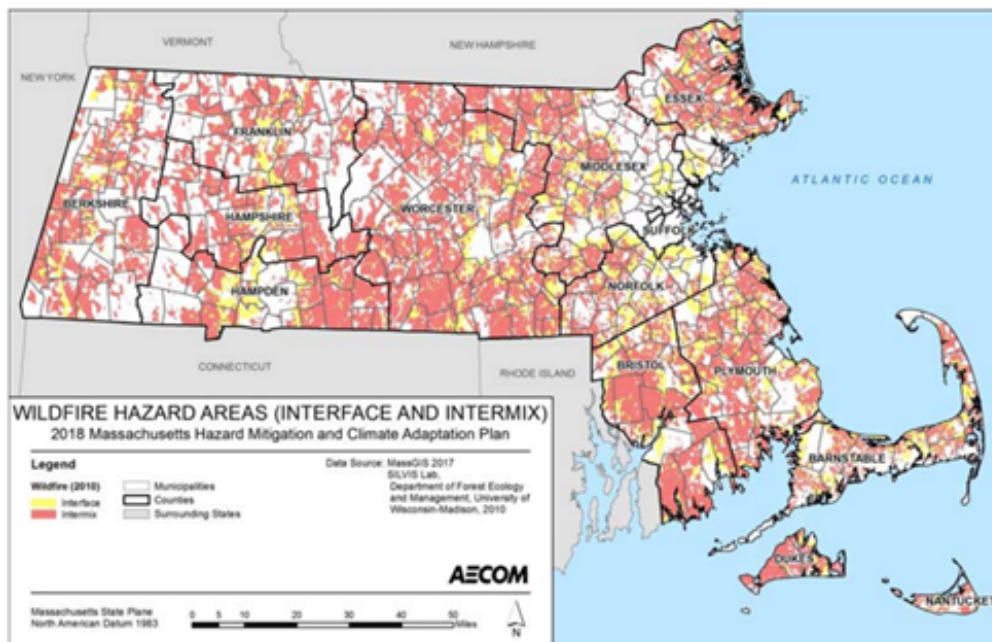 VERMONT
NEW HAMPSHIRE
NEW YORK
ESSEX
FRANKLIN
MIDDLESEX
ATLANTIC OCEAN
BERKSHIRE
HAMPSHIRE
WORCESTER
SUFFOLK
HAMPDEN
NORFOLK
CONNECTICUT
RHODE ISLAND
BRISTOL
PLYMOUTH
BARNSTABLE
DUKES
NANTUCKET
WILDFIRE HAZARD AREAS (INTERFACE AND INTERMIX)
2018 Massachusetts Hazard Mitigation and Climate Adaptation Plan
Legend
Wildfire (2010)
Interface
Intermix
Municipalities
Counties
Surrounding States
Data Source: MassGIS 2017
SILVIS Lab,
Department of Forest Ecology
and Management, University of
Wisconsin-Madison, 2010
AECOM
Massachusetts State Plane
North American Datum 1983
0 5 10 20 30 40 50
Miles
N